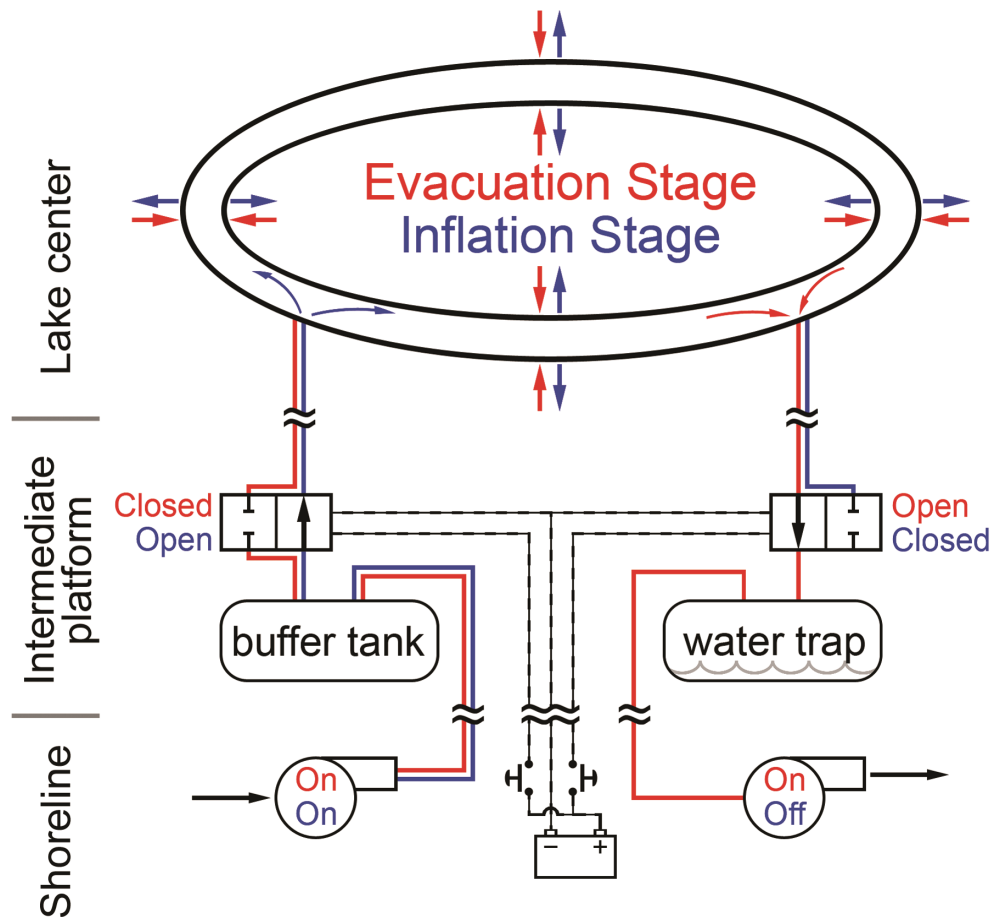 Lake center
Evacuation Stage
Inflation Stage
Intermediate
platform
Closed
Open
Open
Closed
buffer tank
water trap
Shoreline
On
On
On
Off
− +